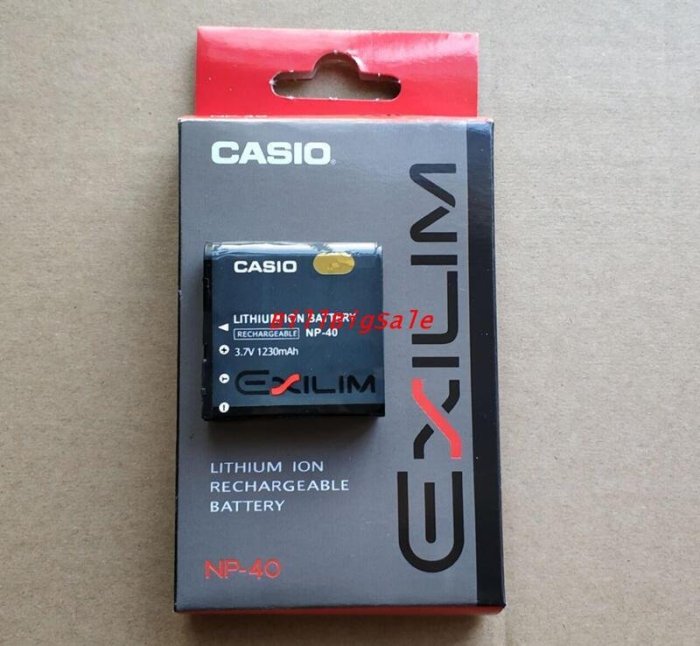 CASIO
EXILIM
CASIO
LITHIUM ION BATTERY
RECHARGEABLE NP-40
3.7V 1230mAh
EXILIM
LITHIUM ION
RECHARGEABLE
BATTERY
NP-40